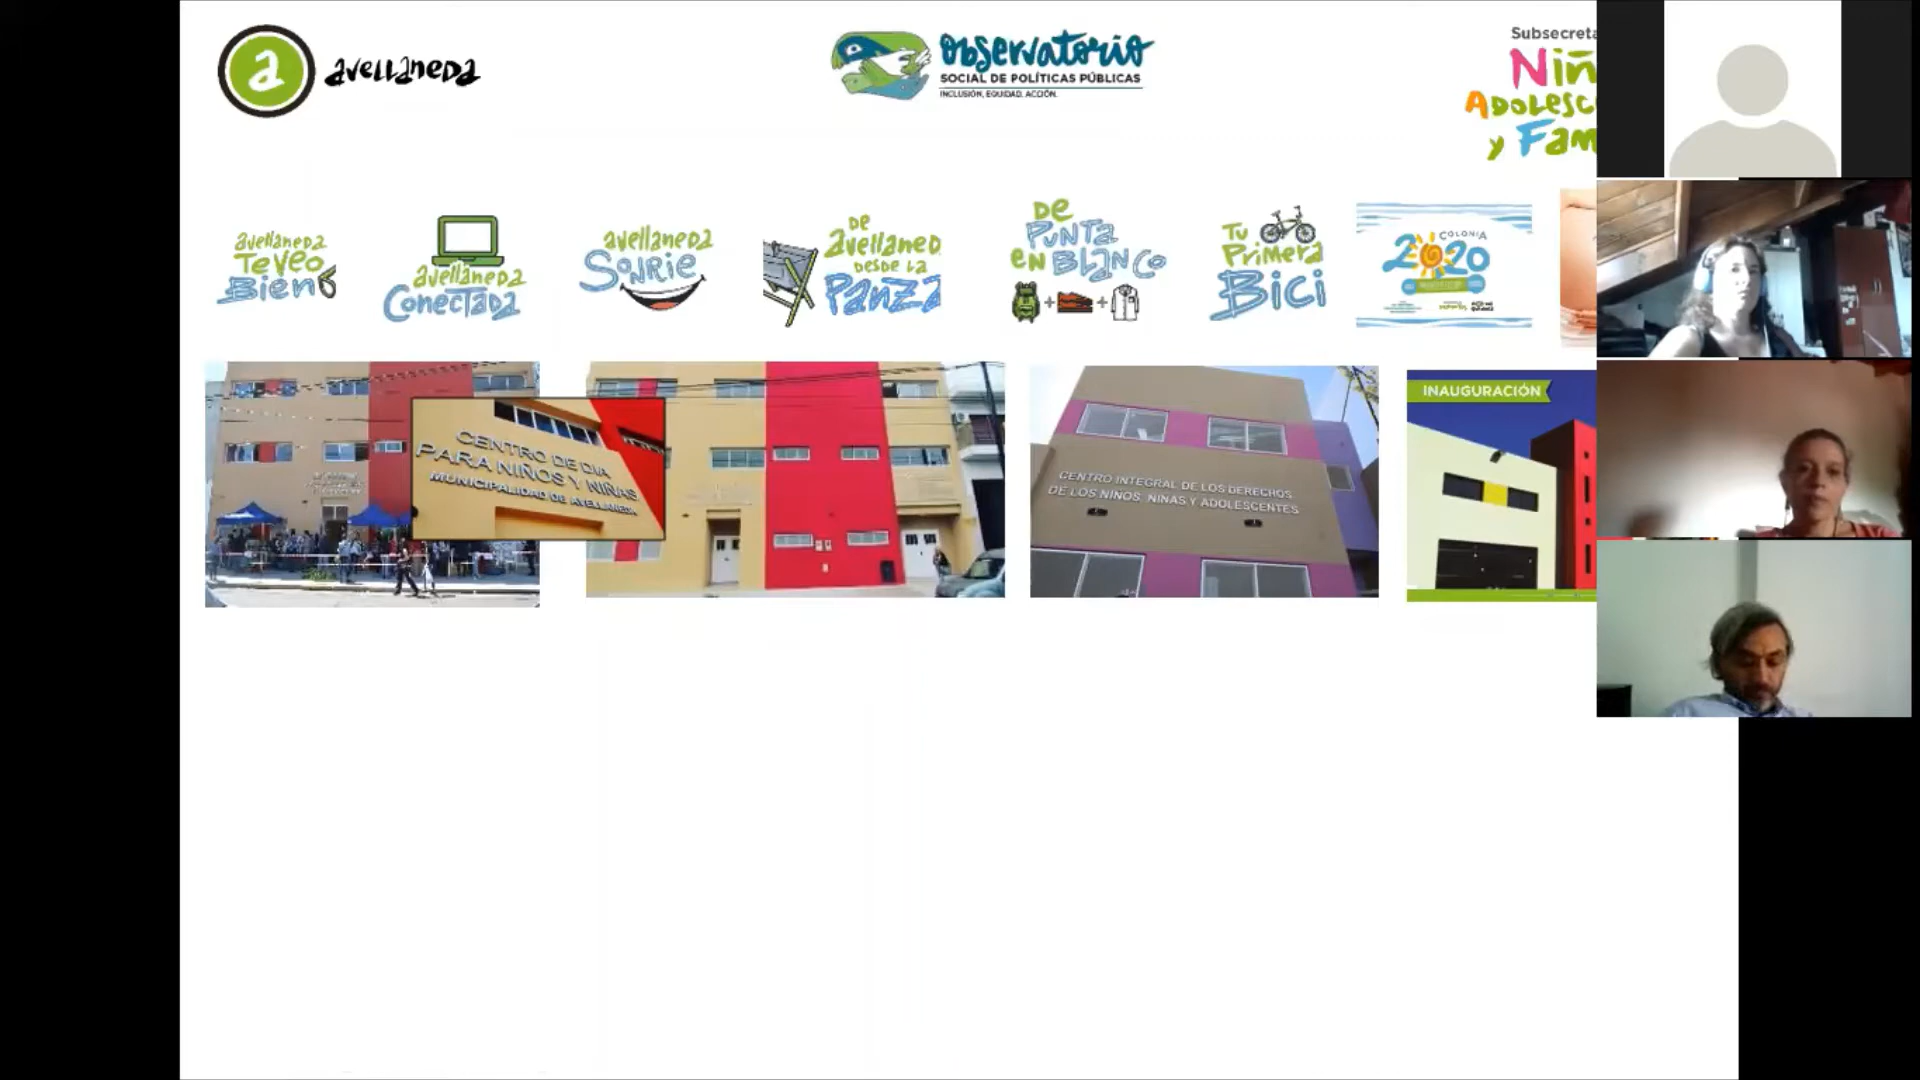 a
avellaneda
observatorio
SOCIAL DE POLÍTICAS PÚBLICAS
INCLUSIÓN, EQUIDAD, ACCIÓN.
Subsecreta
Niñ
Adolesc
y Fam
avellaneda
Te veo
Bien
avellaneda
Conectada
avellaneda
Sonrie
De
avellaned
desde la
Panza
De
Punta
en Blanco
+ +
Tu
Primera
Bici
COLONIA
2020
CENTRO DE DIA
PARA NIÑOS Y NIÑAS
MUNICIPALIDAD DE AVELLANEDA
CENTRO INTEGRAL DE LOS DERECHOS
DE LOS NIÑOS, NIÑAS Y ADOLESCENTES
INAUGURACIÓN